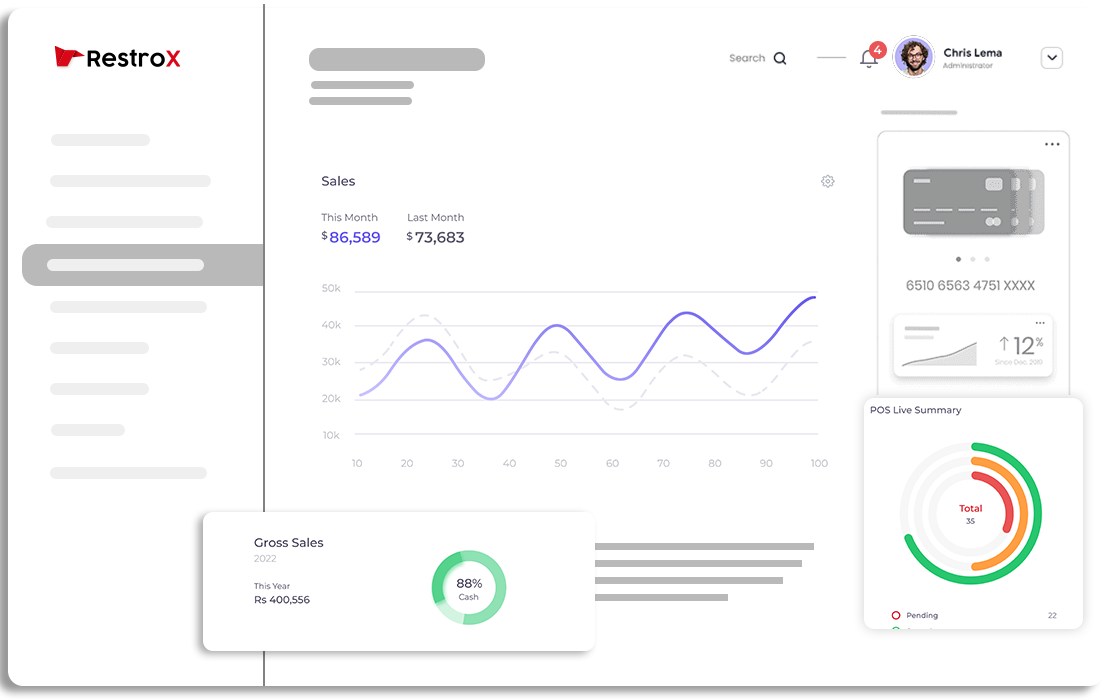 RestroX
Search
4
Chris Lema
Administrator
Sales
This Month
Last Month
$86,589
$73,683
50k
40k
30k
20k
10k
10 20 30 40 50 60 70 80 90 100
6510 6563 4751 XXXX
12%
Since Dec, 2019
POS Live Summary
Total
35
Pending 22
Gross Sales
2022
This Year
Rs 400,556
88%
Cash